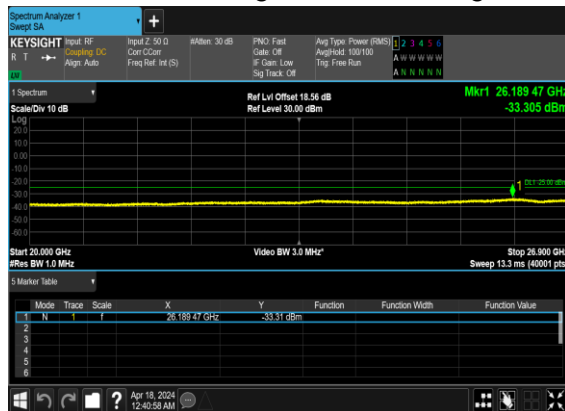 Spectrum Analyzer 1
Swept SA
+
KEYSIGHT Input: RF Input Z: 50 Ω #Atten: 30 dB PNO: Fast Avg Type: Power (RMS) 1 2 3 4 5 6
R T Coupling: DC Corr CCorr Gate: Off Avg|Hold: 100/100 A W W W W W
Align: Auto Freq Ref: Int (S) IF Gain: Low Trig: Free Run
LW Sig Track: Off A N N N N N
1 Spectrum Ref Lvl Offset 18.56 dB Mkr1 26.189 47 GHz
Scale/Div 10 dB Ref Level 30.00 dBm -33.305 dBm
Log
20.0
10.0
0.00
-10.0
-20.0
1 DL1 -25.00 dBm
-30.0
-40.0
-50.0
-60.0
Start 20.000 GHz Video BW 3.0 MHz* Stop 26.900 GHz
#Res BW 1.0 MHz Sweep 13.3 ms (40001 pts)
5 Marker Table
Mode Trace Scale X Y Function Function Width Function Value
1 N 1 f 26.189 47 GHz -33.31 dBm
2
3
4
5
6
? Apr 18, 2024
12:40:58 AM